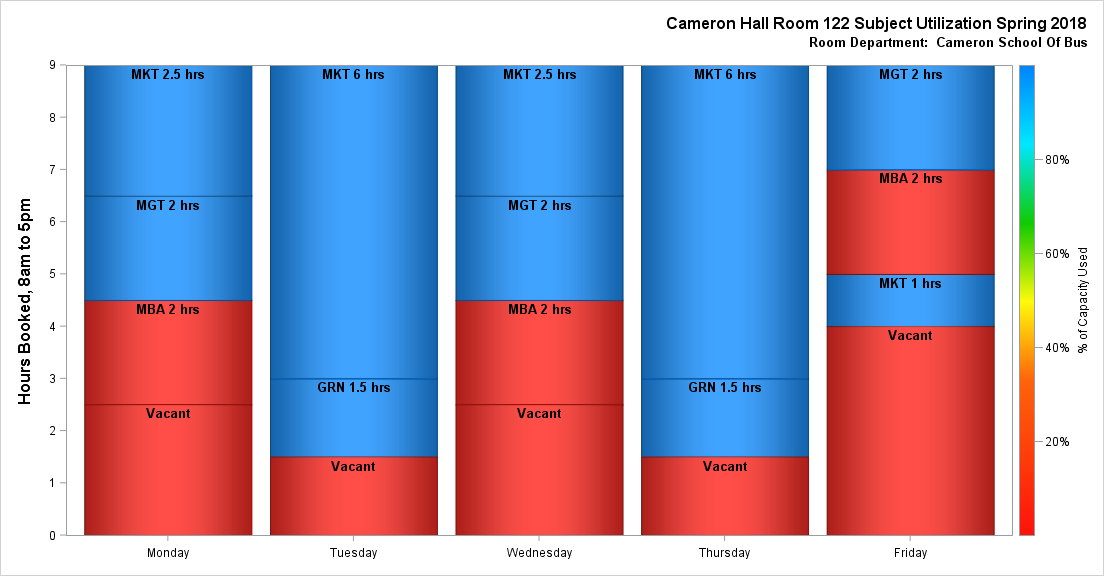 Cameron Hall Room 122 Subject Utilization Spring 2018
Room Department:  Cameron School Of Bus
Hours Booked, 8am to 5pm
9
8
7
6
5
4
3
2
1
0
MKT 2.5 hrs
MGT 2 hrs
MBA 2 hrs
Vacant
MKT 6 hrs
GRN 1.5 hrs
Vacant
MKT 2.5 hrs
MGT 2 hrs
MBA 2 hrs
Vacant
MKT 6 hrs
GRN 1.5 hrs
Vacant
MGT 2 hrs
MBA 2 hrs
MKT 1 hrs
Vacant
Monday
Tuesday
Wednesday
Thursday
Friday
80%
60%
40%
20%
% of Capacity Used